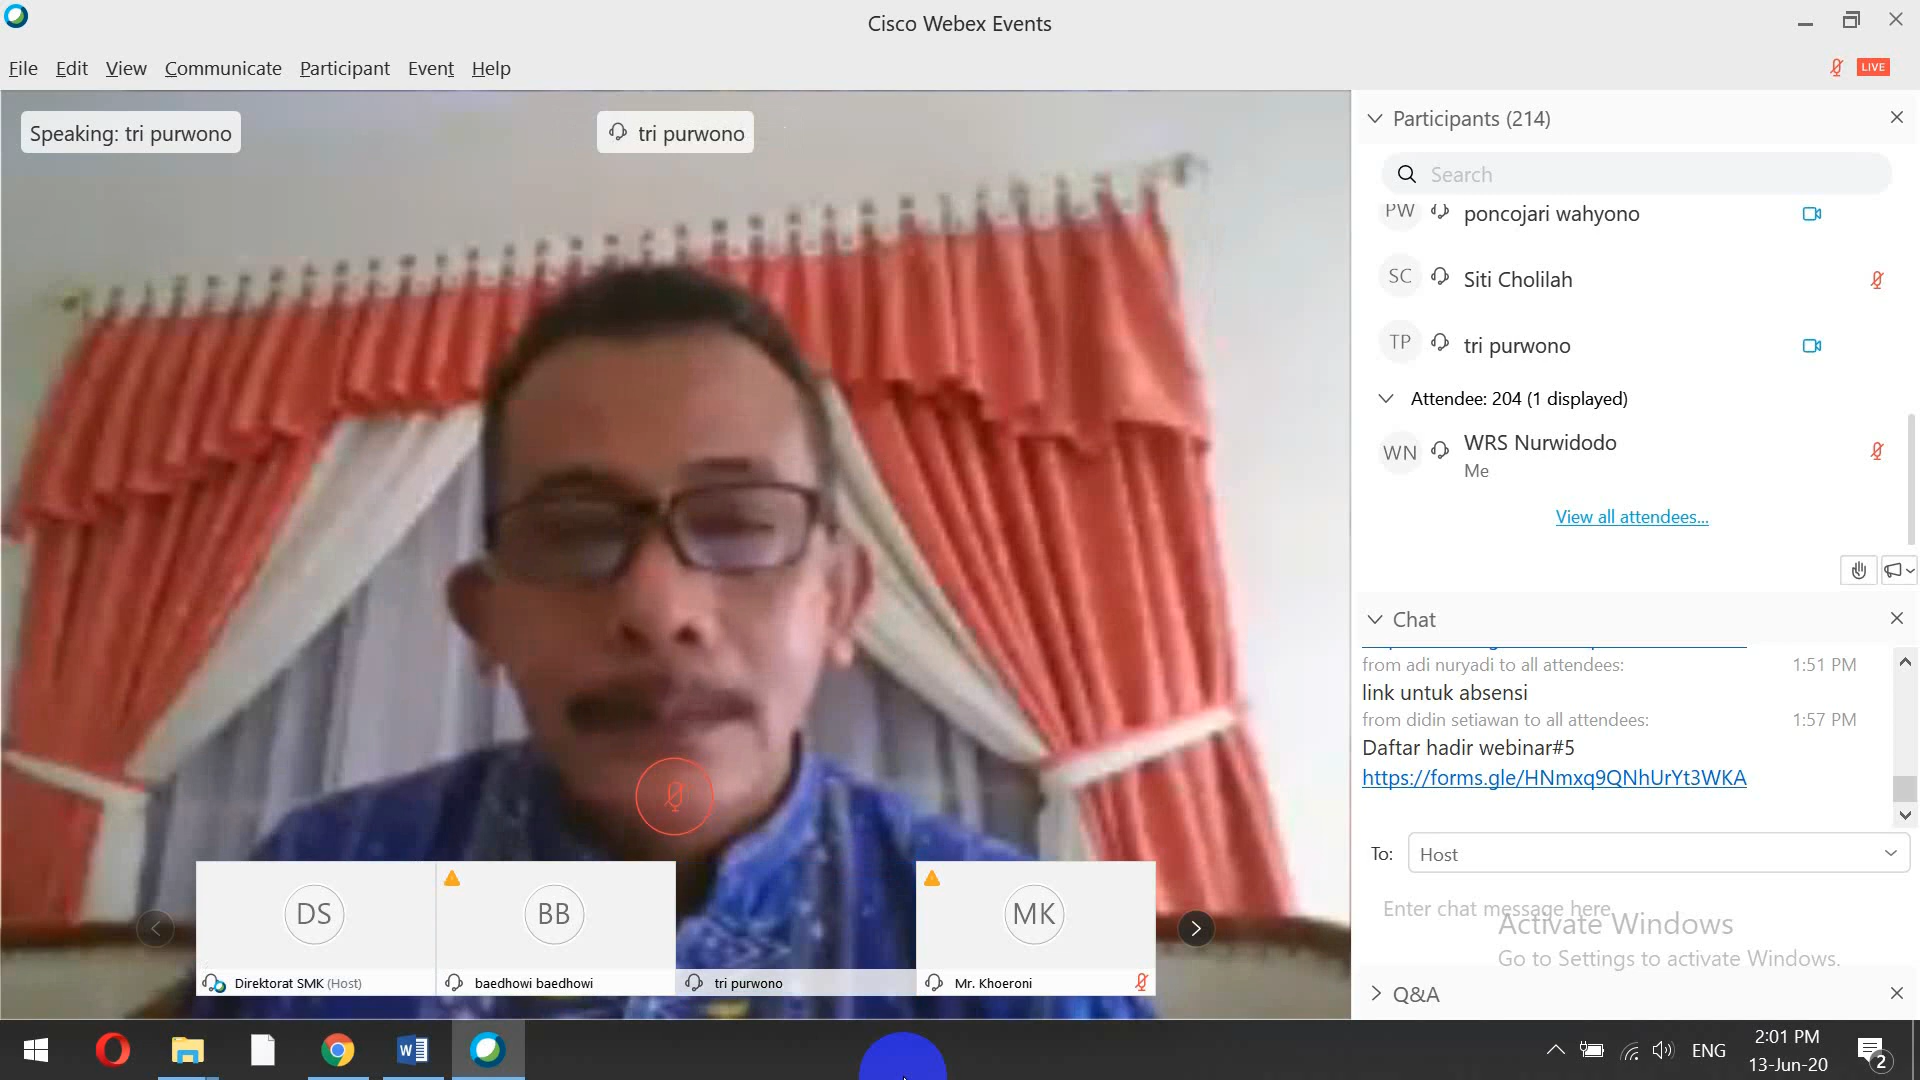 Cisco Webex Events
File Edit View Communicate Participant Event Help
LIVE
Speaking: tri purwono
tri purwono
Participants (214)
Search
PW poncojari wahyono
SC Siti Cholilah
TP tri purwono
Attendee: 204 (1 displayed)
WN WRS Nurwidodo
Me
View all attendees...
Chat
from adi nuryadi to all attendees: 1:51 PM
link untuk absensi
from didin setiawan to all attendees: 1:57 PM
Daftar hadir webinar#5
https://forms.gle/HNmxq9QNhUrYt3WKA
To: Host
Enter chat message here
Activate Windows
Go to Settings to activate Windows.
Q&A
DS
BB
MK
Direktorat SMK (Host)
baedhowi baedhowi
tri purwono
Mr. Khoeroni
ENG
2:01 PM
13-Jun-20
2